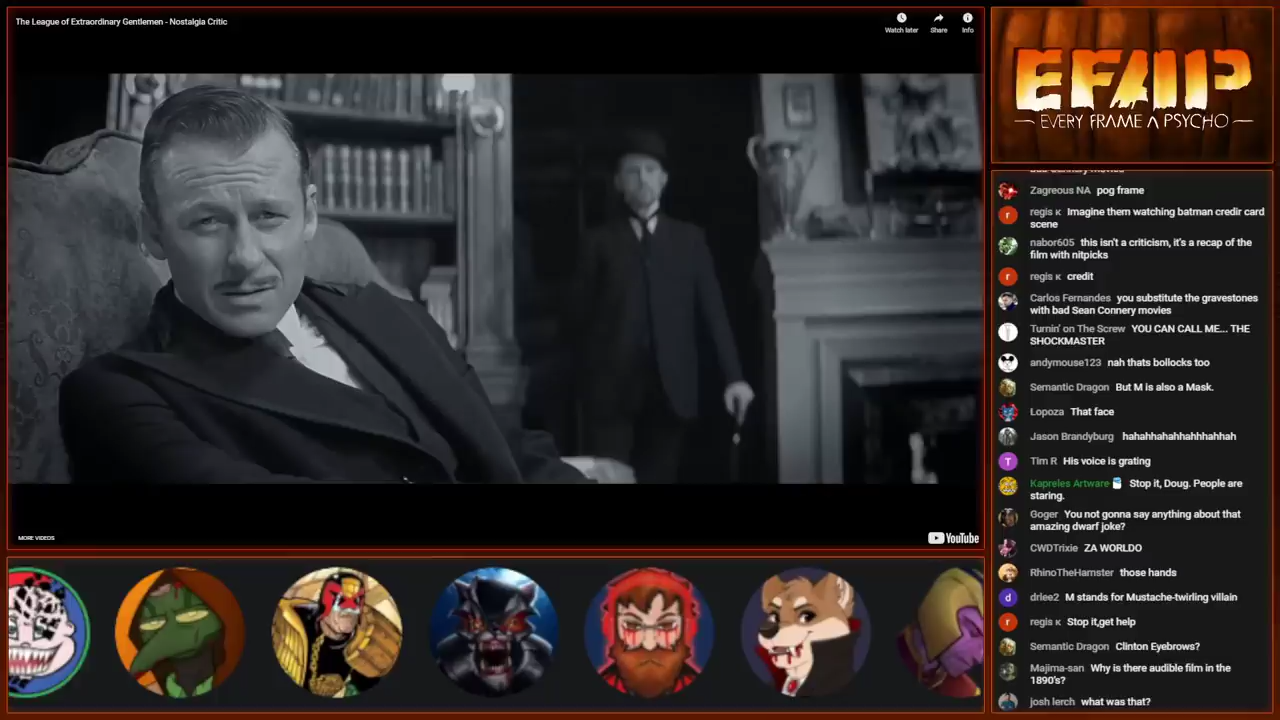 The League of Extraordinary Gentlemen - Nostalgia Critic
Watch later
Share
Info
MORE VIDEOS
YouTube
EFAP
EVERY FRAME A PSYCHO
Zagreous NA pog frame
regis κ Imagine them watching batman credir card
scene
nabor605 this isn't a criticism, it's a recap of the
film with nitpicks
regis κ credit
Carlos Fernandes you substitute the gravestones
with bad Sean Connery movies
Turnin' on The Screw YOU CAN CALL ME... THE
SHOCKMASTER
andymouse123 nah thats bollocks too
Semantic Dragon But M is also a Mask.
Lopoza That face
Jason Brandyburg hahahhahahhahhhahhah
Tim R His voice is grating
Kapreles Artware Stop it, Doug. People are
staring.
Goger You not gonna say anything about that
amazing dwarf joke?
CWDTrixie ZA WORLDO
RhinoTheHamster those hands
drlee2 M stands for Mustache-twirling villain
regis κ Stop it,get help
Semantic Dragon Clinton Eyebrows?
Majima-san Why is there audible film in the
1890's?
josh lerch what was that?